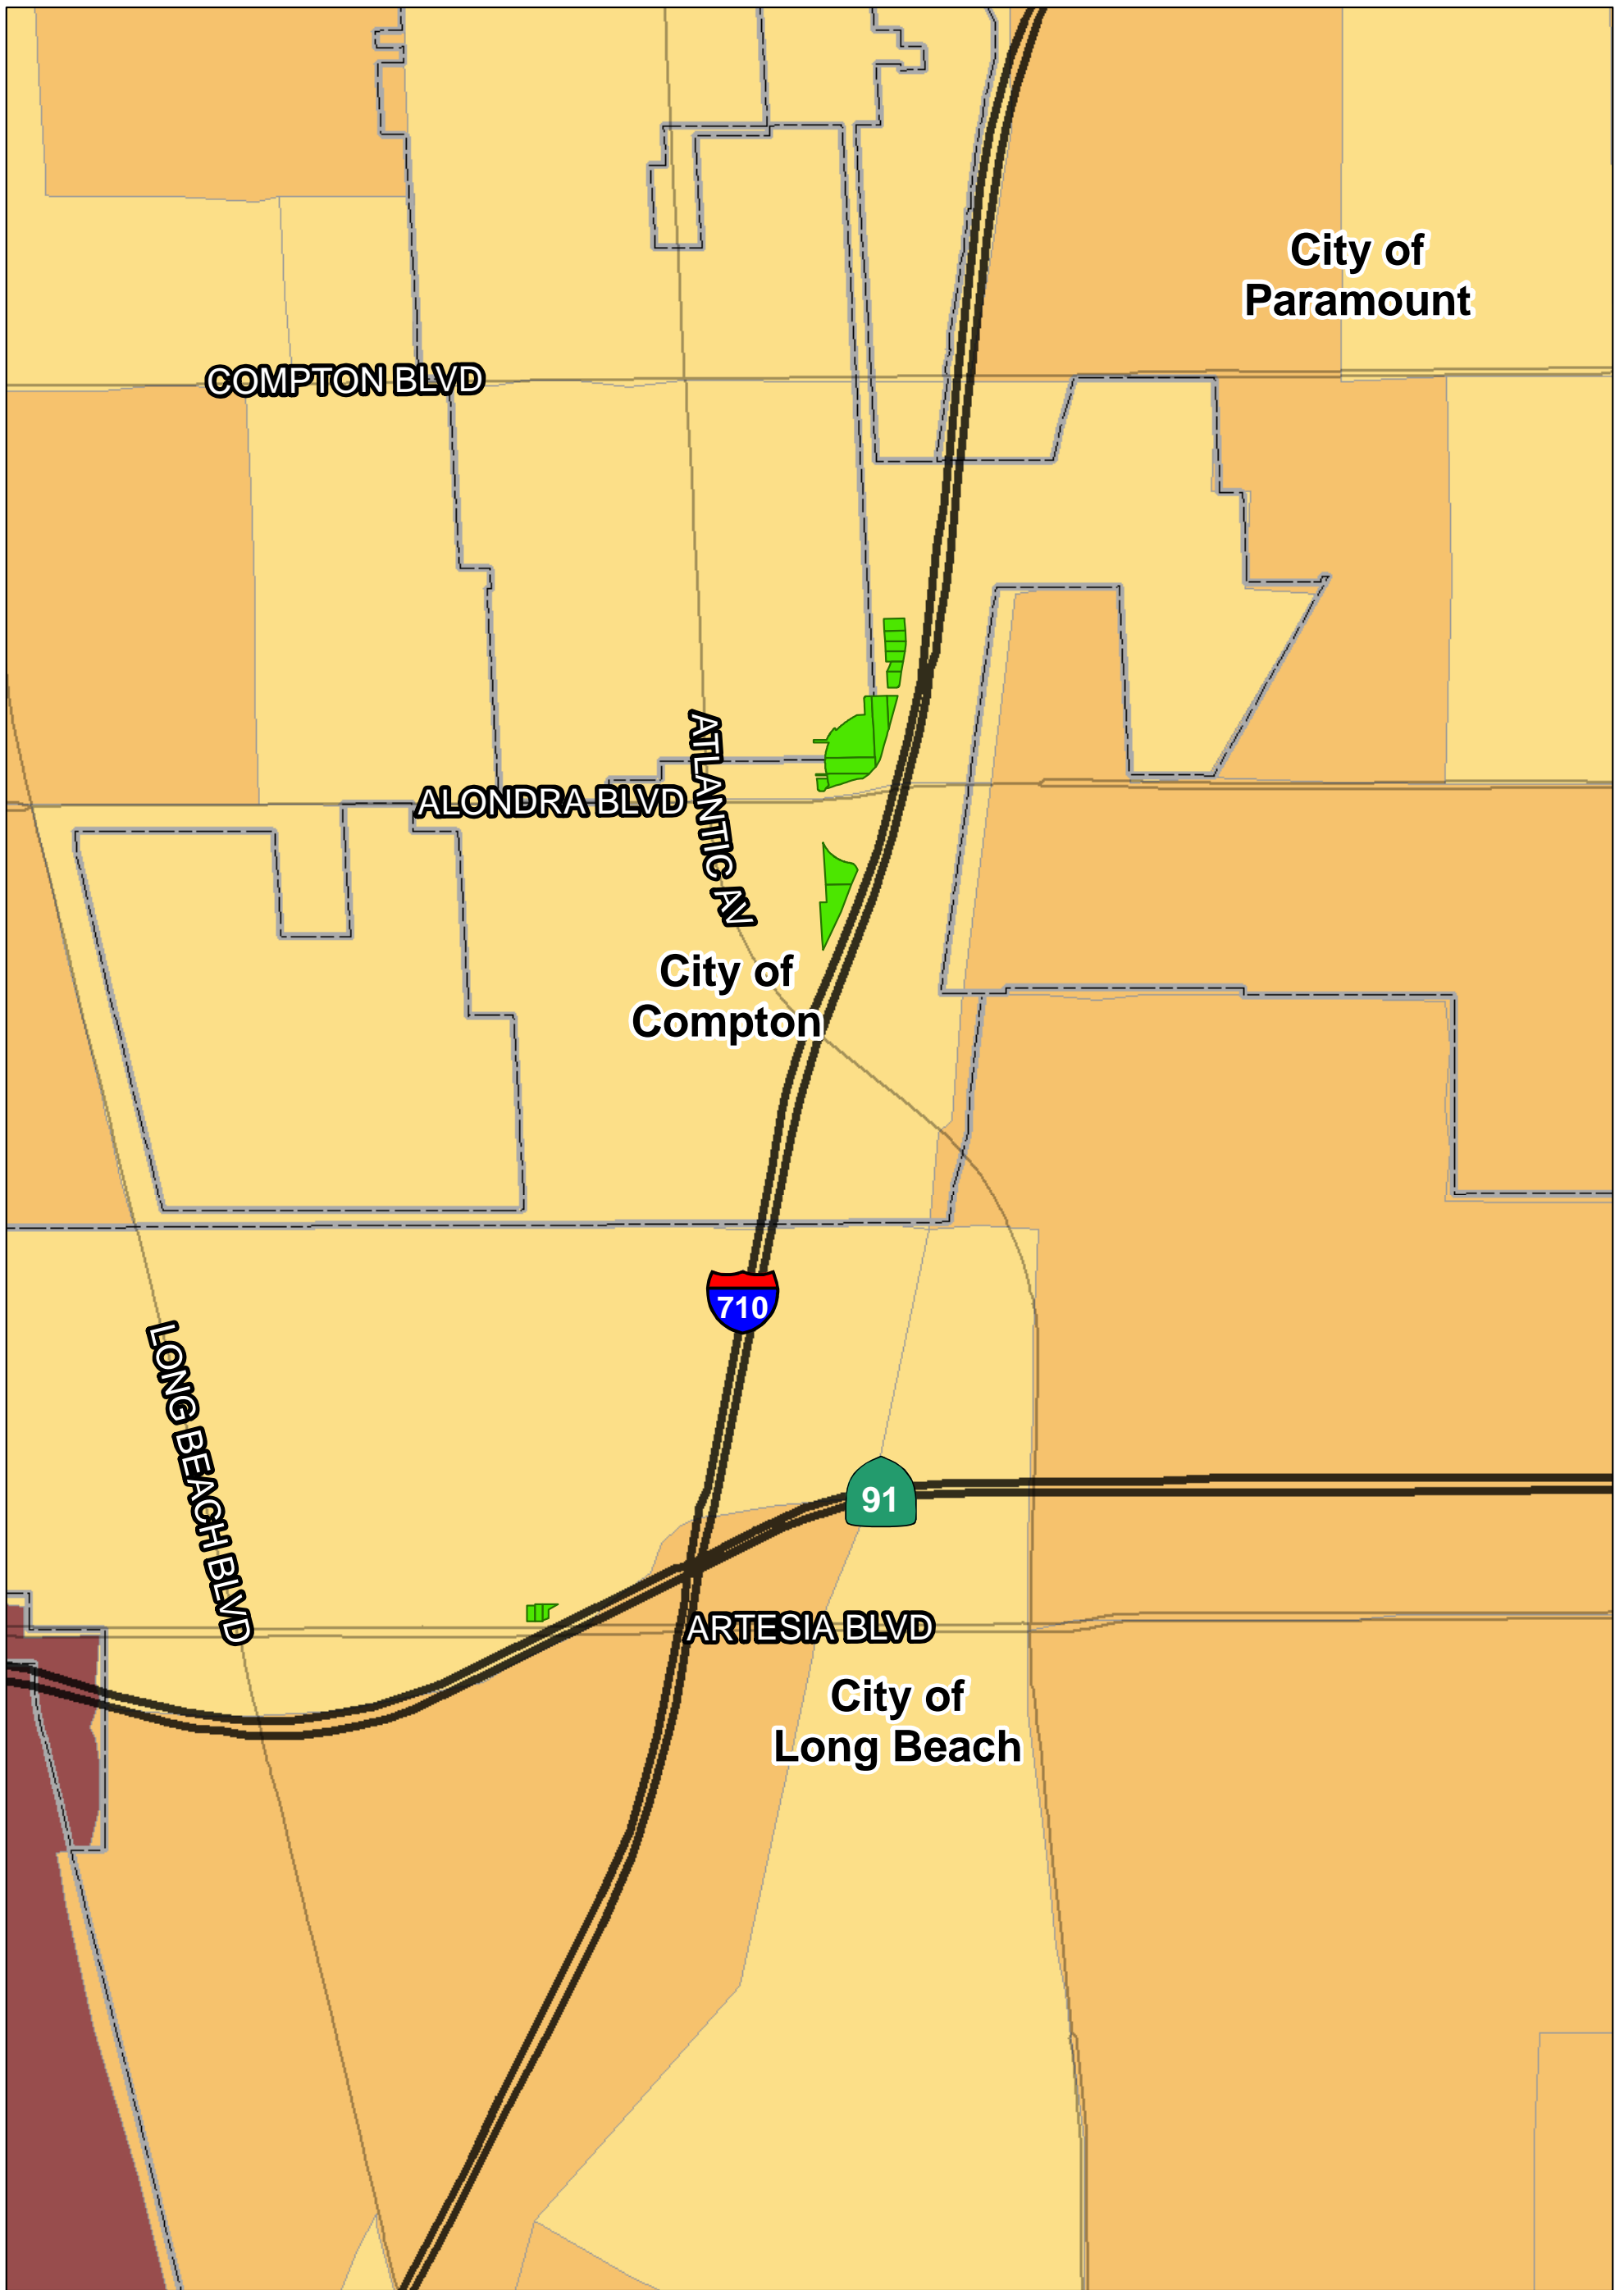 City of
Paramount
COMPTON BLVD
ATLANTIC AV
ALONDRA BLVD
City of
Compton
710
LONG BEACH BLVD
91
ARTESIA BLVD
City of
Long Beach